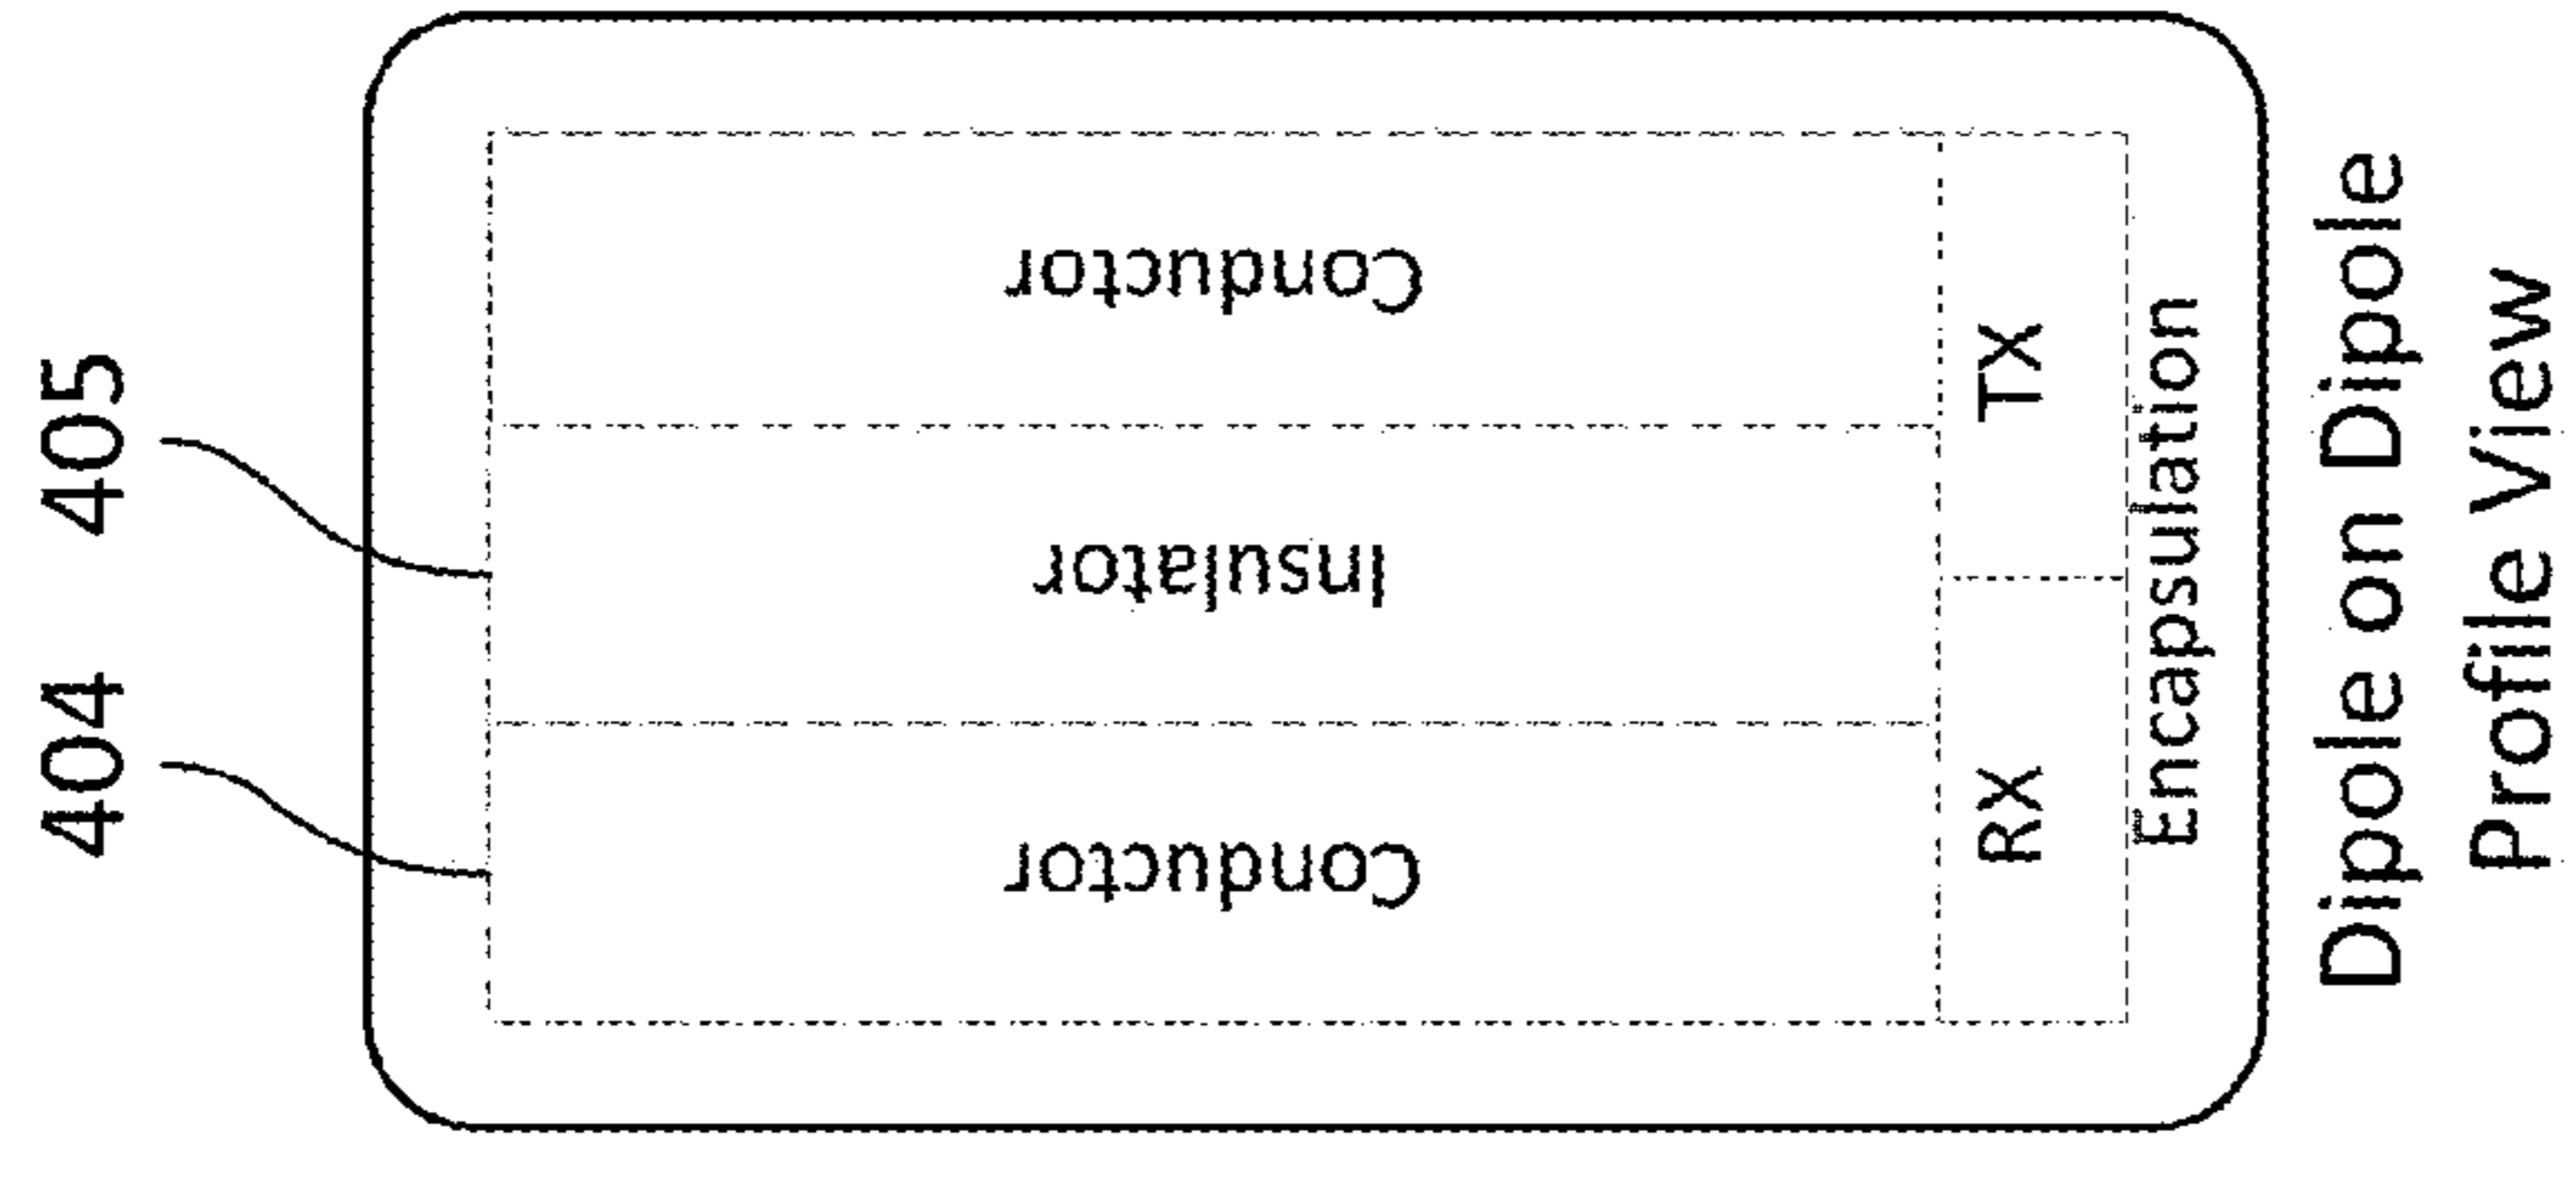 404
405
Conductor
Insulator
Conductor
RX
TX
Encapsulation
Dipole on Dipole
Profile View